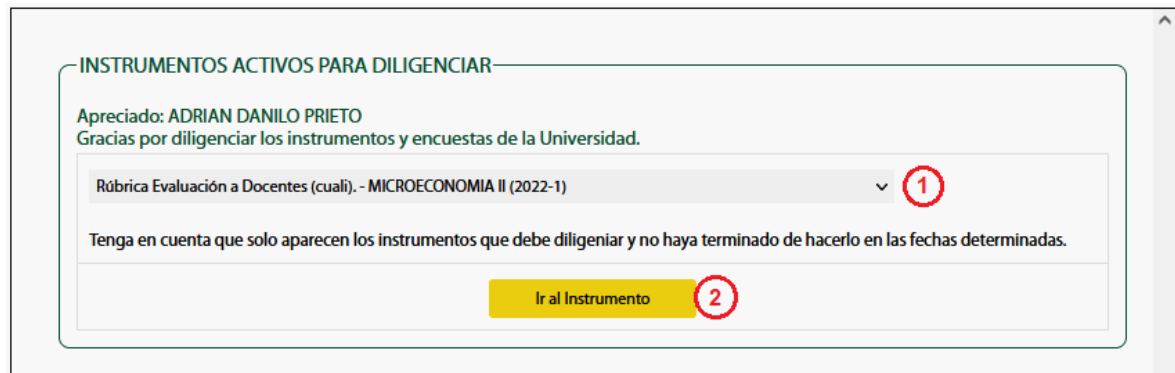 INSTRUMENTOS ACTIVOS PARA DILIGENCIAR
Apreciado: ADRIAN DANILO PRIETO
Gracias por diligenciar los instrumentos y encuestas de la Universidad.
Rúbrica Evaluación a Docentes (cuali). - MICROECONOMIA II (2022-1)
1
Tenga en cuenta que solo aparecen los instrumentos que debe diligeniar y no haya terminado de hacerlo en las fechas determinadas.
Ir al Instrumento
2